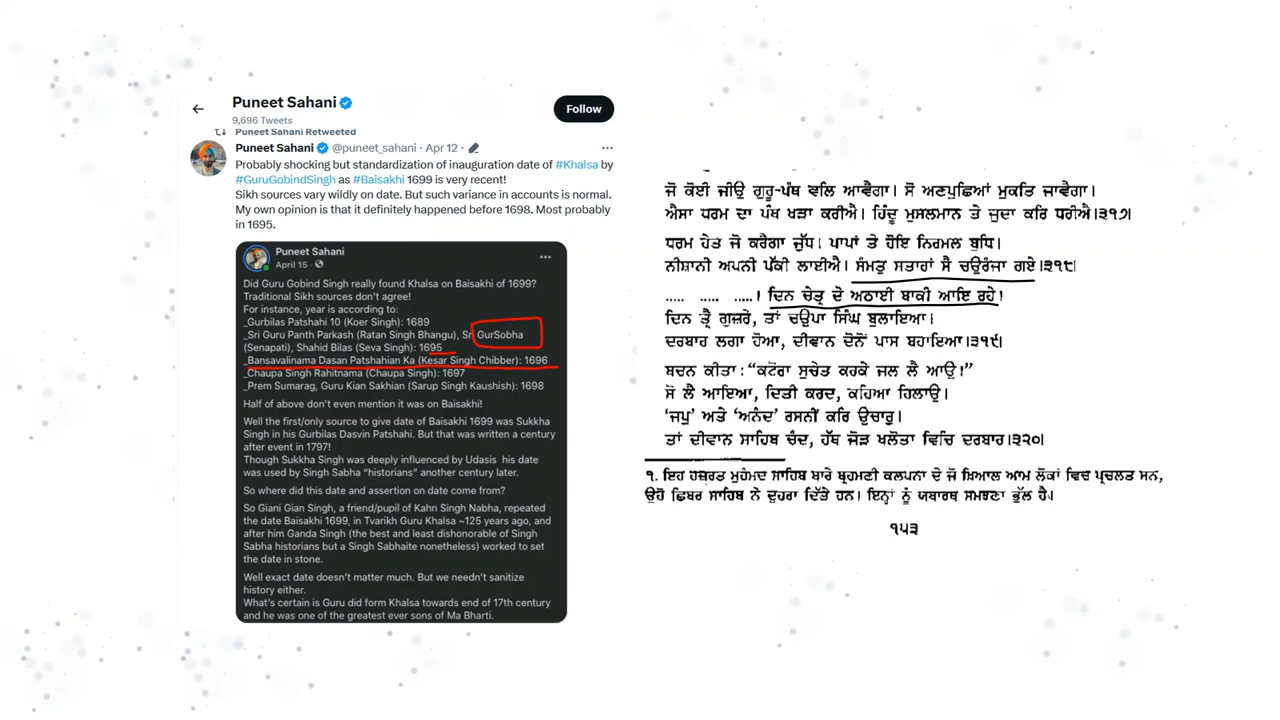 Puneet Sahani
9,696 Tweets
Follow
Puneet Sahani Retweeted
Puneet Sahani @puneet_sahani · Apr 12 ·
Probably shocking but standardization of inauguration date of #Khalsa by
#GuruGobindSingh as #Baisakhi 1699 is very recent!
Sikh sources vary wildly on date. But such variance in accounts is normal.
My own opinion is that it definitely happened before 1698. Most probably
in 1695.
Puneet Sahani
April 15 ·
Did Guru Gobind Singh really found Khalsa on Baisakhi of 1699?
Traditional Sikh sources don't agree!
For instance, year is according to:
_Gurbilas Patshahi 10 (Koer Singh): 1689
_Sri Guru Panth Parkash (Ratan Singh Bhangu), Sri GurSobha
(Senapati), Shahid Bilas (Seva Singh): 1695
_Bansavalinama Dasan Patshahian Ka (Kesar Singh Chibber): 1696
_Chaupa Singh Rahitnama (Chaupa Singh): 1697
_Prem Sumarag, Guru Kian Sakhian (Sarup Singh Kaushish): 1698
Half of above don't even mention it was on Baisakhi!
Well the first/only source to give date of Baisakhi 1699 was Sukkha
Singh in his Gurbilas Dasvin Patshahi. But that was written a century
after event in 1797!
Though Sukkha Singh was deeply influenced by Udasis his date
was used by Singh Sabha "historians" another century later.
So where did this date and assertion on date come from?
So Giani Gian Singh, a friend/pupil of Kahn Singh Nabha, repeated
the date Baisakhi 1699, in Tvarikh Guru Khalsa ~125 years ago, and
after him Ganda Singh (the best and least dishonorable of Singh
Sabha historians but a Singh Sabhaite nonetheless) worked to set
the date in stone.
Well exact date doesn't matter much. But we needn't sanitize
history either.
What's certain is Guru did form Khalsa towards end of 17th century
and he was one of the greatest ever sons of Ma Bharti.
ਜੋ ਕੋਈ ਜੀਉ ਗੁਰੂ-ਪੰਥ ਵਲਿ ਆਵੈਗਾ। ਸੋ ਅਣਪੁਛਿਆਂ ਮੁਕਤਿ ਜਾਵੈਗਾ।
ਐਸਾ ਧਰਮ ਦਾ ਪੰਥ ਖੜਾ ਕਰੀਐ। ਹਿੰਦੂ ਮੁਸਲਮਾਨ ਤੇ ਜੁਦਾ ਕਰਿ ਧਰੀਐ।੩੧੭।
ਧਰਮ ਹੇਤ ਜੋ ਕਰੈਗਾ ਜੁੱਧ। ਪਾਪਾਂ ਤੇ ਹੋਇ ਨਿਰਮਲ ਬੁਧਿ।
ਨੀਸ਼ਾਨੀ ਅਪਨੀ ਪੱਕੀ ਲਾਈਐ। ਸੰਮਤੁ ਸਤਾਹਾਂ ਸੈ ਚਉਰੰਜਾ ਗਏ।੩੧੮।
..... ..... .....। ਦਿਨ ਚੇਤ੍ਰ ਦੇ ਅਠਾਈ ਬਾਕੀ ਆਇ ਰਹੇ।
ਦਿਨ ਤ੍ਰੈ ਗੁਜਰੇ, ਤਾਂ ਚਉਪਾ ਸਿੰਘ ਬੁਲਾਇਆ।
ਦਰਬਾਰ ਲਗਾ ਹੋਆ, ਦੀਵਾਨ ਦੋਨੋਂ ਪਾਸ ਬਹਾਇਆ।੩੧੯।
ਬਚਨ ਕੀਤਾ: “ਕਟੋਰਾ ਸੁਚੇਤ ਕਰਕੇ ਜਲ ਲੈ ਆਉ!”
ਸੋ ਲੈ ਆਇਆ, ਦਿਤੀ ਕਰਦ, ਕਹਿਆ ਹਿਲਾਉ।
‘ਜਪੁ’ ਅਤੇ ‘ਅਨੰਦ’ ਰਸਨੀਂ ਕਰਿ ਉਚਾਰੁ।
ਤਾਂ ਦੀਵਾਨ ਸਾਹਿਬ ਚੰਦ, ਹੱਥ ਜੋੜ ਖਲੋਤਾ ਵਿਚਿ ਦਰਬਾਰ।੩੨੦।
੧. ਇਹ ਹਜ਼ਰਤ ਮੁਹੰਮਦ ਸਾਹਿਬ ਬਾਰੇ ਬ੍ਰਹਮਣੀ ਕਲਪਨਾ ਦੇ ਜੋ ਖ਼ਿਆਲ ਆਮ ਲੋਕਾਂ ਵਿਚ ਪ੍ਰਚਲਤ ਸਨ,
ਉਹੋ ਛਿਬਰ ਸਾਹਿਬ ਨੇ ਦੁਹਰਾ ਦਿੱਤੇ ਹਨ। ਇਨ੍ਹਾਂ ਨੂੰ ਯਥਾਰਥ ਸਮਝਣਾ ਭੁੱਲ ਹੈ।
੧੫੩